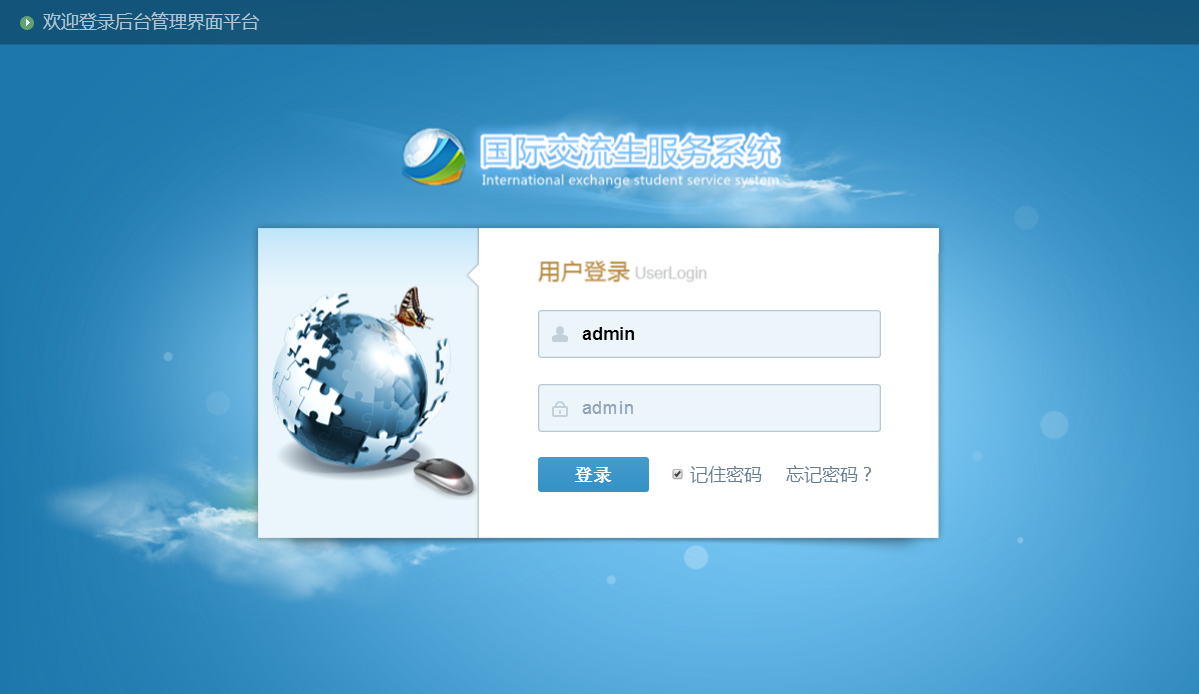 欢迎登录后台管理界面平台
国际交流生服务系统
International exchange student service system
用户登录 UserLogin
admin
admin
登录 记住密码 忘记密码？